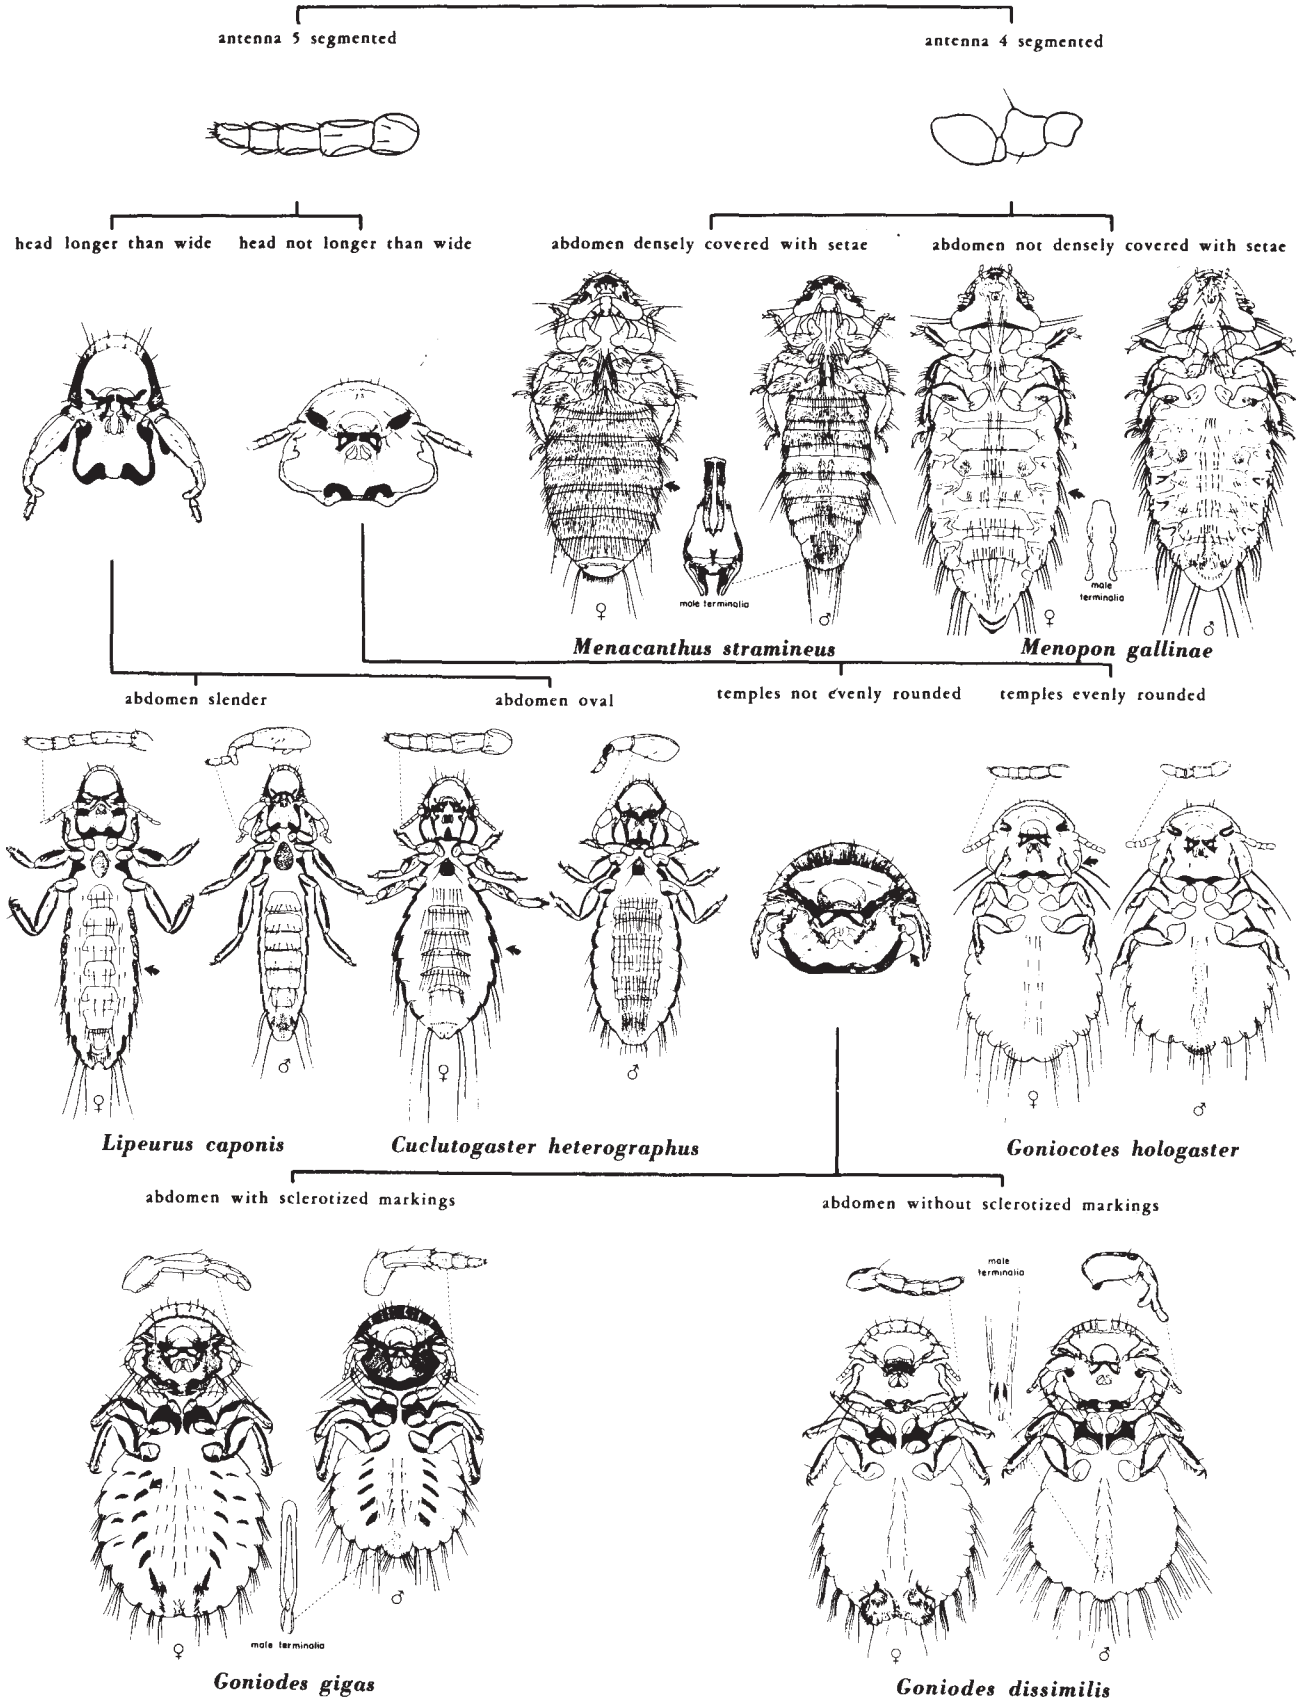 antenna 5 segmented
antenna 4 segmented
head longer than wide
head not longer than wide
abdomen densely covered with setae
abdomen not densely covered with setae
male terminalia
♀
♂
male
terminalia
♀
♂
Menacanthus stramineus
Menopon gallinae
abdomen slender
abdomen oval
temples not evenly rounded
temples evenly rounded
♀
♂
♀
♂
♀
♂
Lipeurus caponis
Cuclutogaster heterographus
Goniocotes hologaster
abdomen with sclerotized markings
abdomen without sclerotized markings
male
terminalia
♀
male terminalia
♂
♀
♂
Goniodes gigas
Goniodes dissimilis